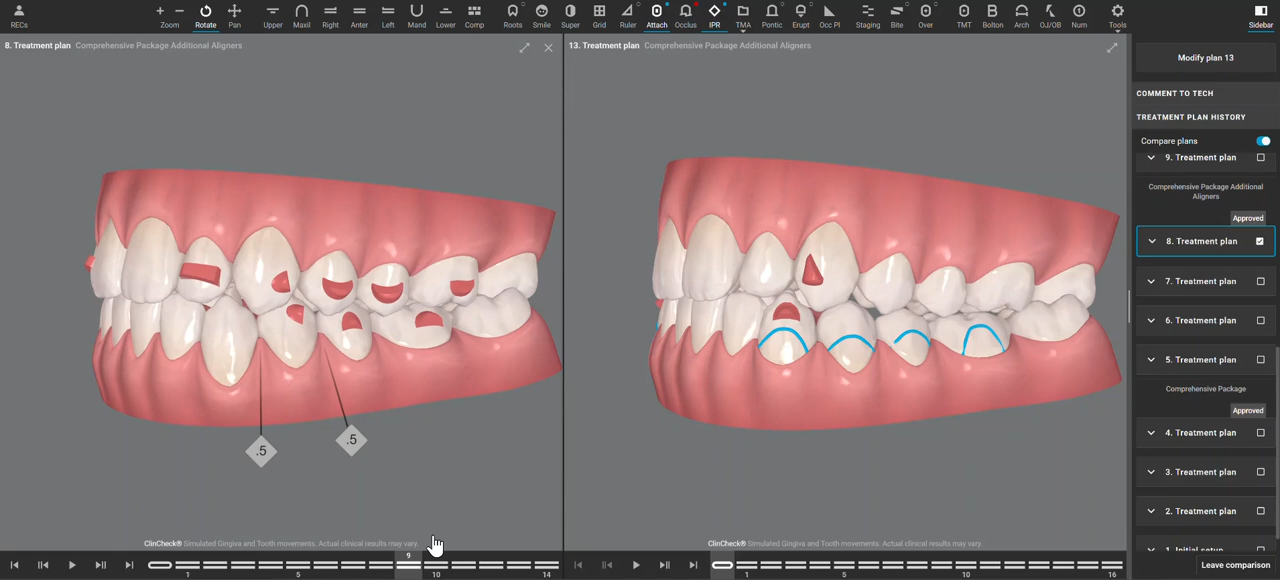 RECs
Zoom
Rotate
Pan
Upper
Maxil
Right
Anter
Left
Mand
Lower
Comp
Roots
Smile
Super
Grid
Ruler
Attach
Occlus
IPR
TMA
Pontic
Erupt
Occ Pl
Staging
Bite
Over
TMT
Bolton
Arch
OJ/OB
Num
Tools
Sidebar
8. Treatment plan Comprehensive Package Additional Aligners
.5
.5
ClinCheck® Simulated Gingiva and Tooth movements. Actual clinical results may vary.
9
1
5
10
14
13. Treatment plan Comprehensive Package Additional Aligners
ClinCheck® Simulated Gingiva and Tooth movements. Actual clinical results may vary.
1
5
10
16
Modify plan 13
COMMENT TO TECH
TREATMENT PLAN HISTORY
Compare plans
9. Treatment plan
Comprehensive Package Additional
Aligners
Approved
8. Treatment plan
7. Treatment plan
6. Treatment plan
5. Treatment plan
Comprehensive Package
Approved
4. Treatment plan
3. Treatment plan
2. Treatment plan
1. Initial setup
Leave comparison